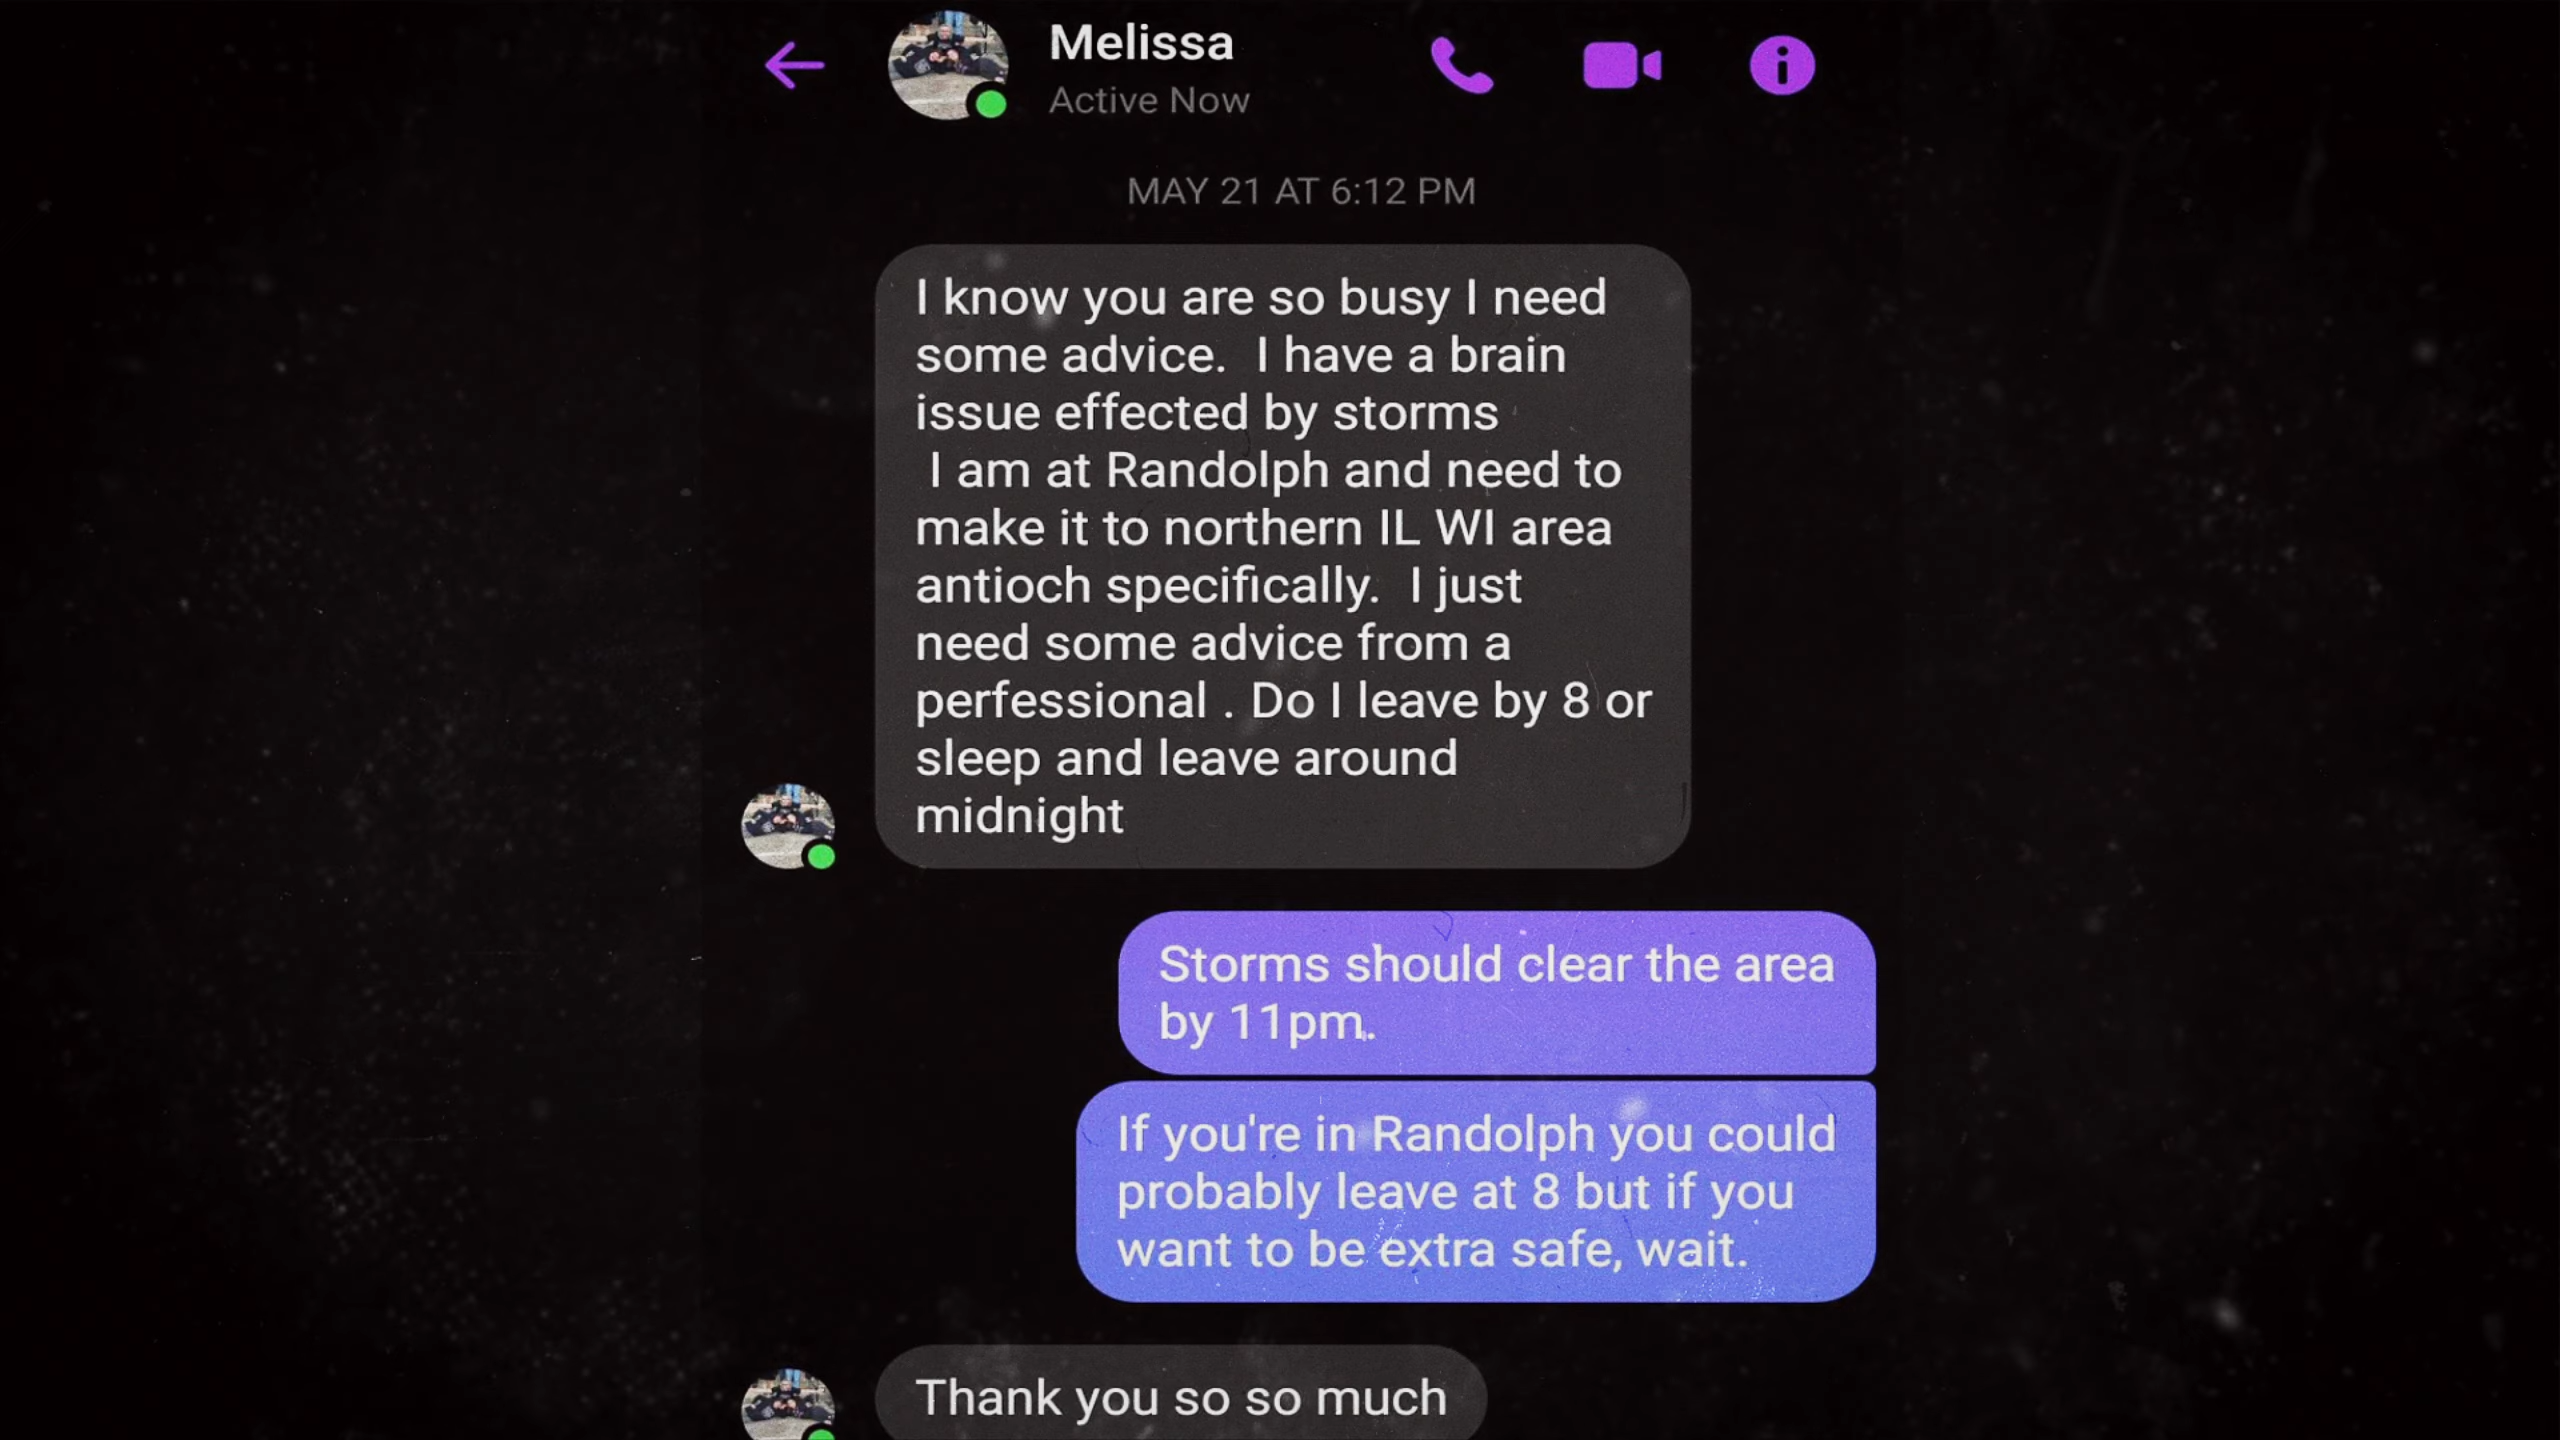 Melissa
Active Now
MAY 21 AT 6:12 PM
I know you are so busy I need
some advice.  I have a brain
issue effected by storms
I am at Randolph and need to
make it to northern IL WI area
antioch specifically.  I just
need some advice from a
perfessional . Do I leave by 8 or
sleep and leave around
midnight
Storms should clear the area
by 11pm.
If you're in Randolph you could
probably leave at 8 but if you
want to be extra safe, wait.
Thank you so so much